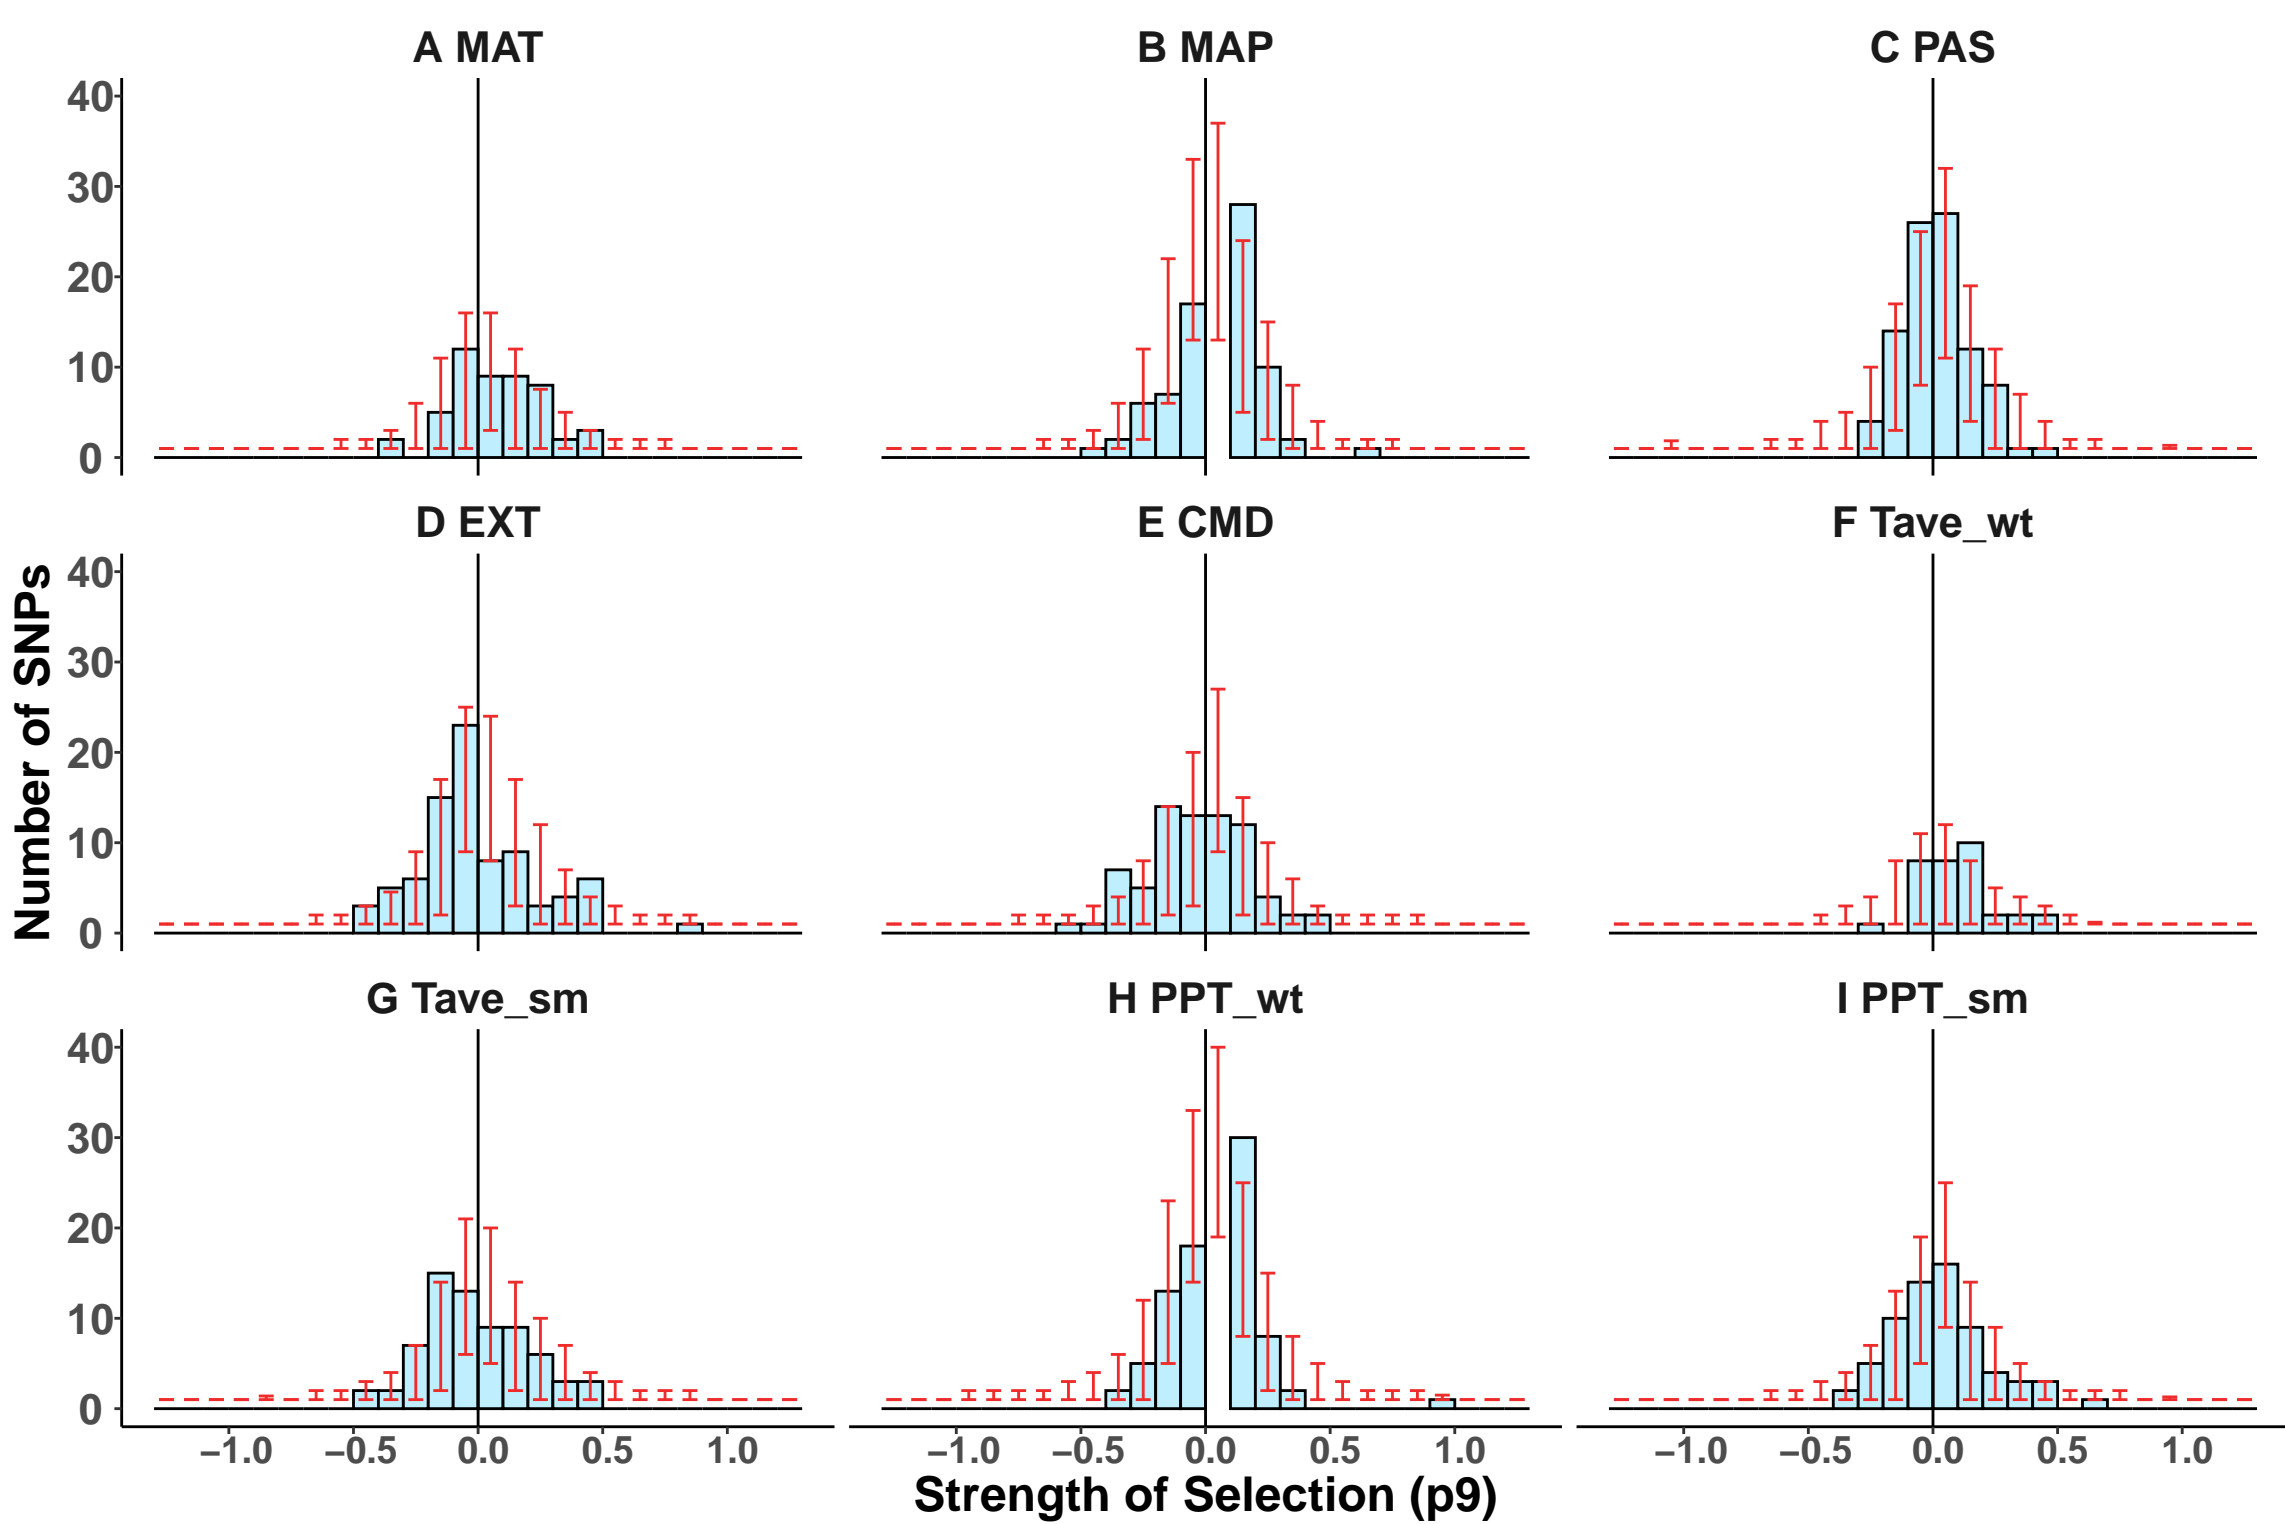 A MAT
B MAP
C PAS
40
30
20
10
0
D EXT
E CMD
F Tave_wt
40
30
20
10
0
Number of SNPs
G Tave_sm
H PPT_wt
I PPT_sm
40
30
20
10
0
−1.0 −0.5 0.0 0.5 1.0
−1.0 −0.5 0.0 0.5 1.0
−1.0 −0.5 0.0 0.5 1.0
Strength of Selection (p9)